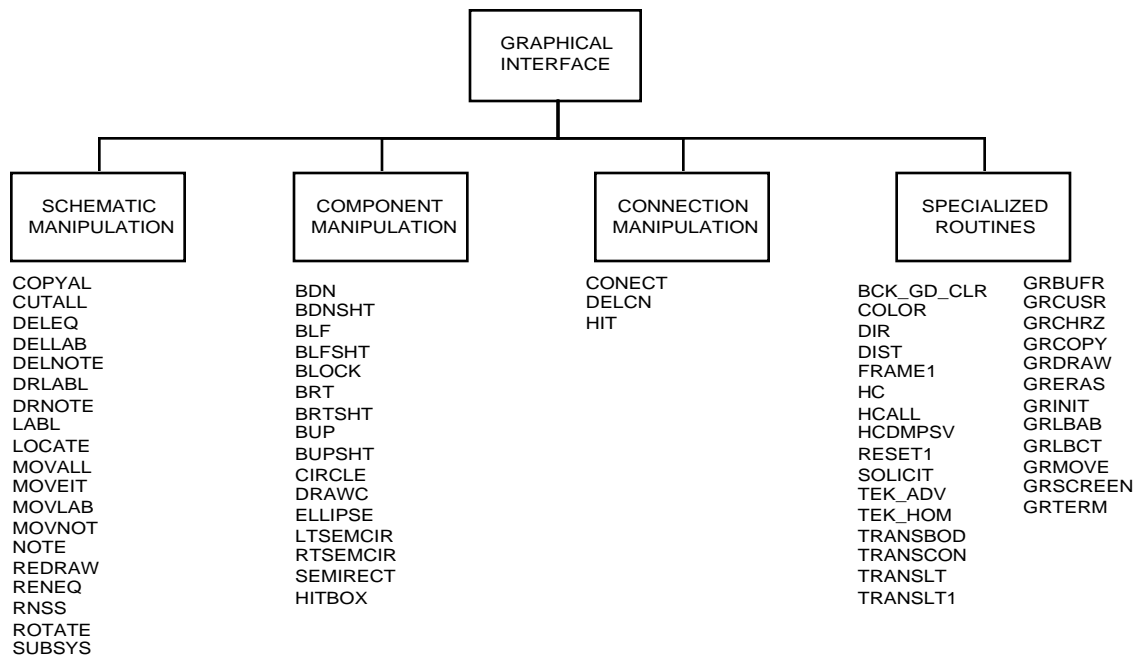 GRAPHICAL
INTERFACE
SCHEMATIC
MANIPULATION
COPYAL
CUTALL
DELEQ
DELLAB
DELNOTE
DRLABL
DRNOTE
LABL
LOCATE
MOVALL
MOVEIT
MOVLAB
MOVNOT
NOTE
REDRAW
RENEQ
RNSS
ROTATE
SUBSYS
COMPONENT
MANIPULATION
BDN
BDNSHT
BLF
BLFSHT
BLOCK
BRT
BRTSHT
BUP
BUPSHT
CIRCLE
DRAWC
ELLIPSE
LTSEMCIR
RTSEMCIR
SEMIRECT
HITBOX
CONNECTION
MANIPULATION
CONECT
DELCN
HIT
SPECIALIZED
ROUTINES
BCK_GD_CLR
COLOR
DIR
DIST
FRAME1
HC
HCALL
HCDMPSV
RESET1
SOLICIT
TEK_ADV
TEK_HOM
TRANSBOD
TRANSCON
TRANSLT
TRANSLT1
GRBUFR
GRCUSR
GRCHRZ
GRCOPY
GRDRAW
GRERAS
GRINIT
GRLBAB
GRLBCT
GRMOVE
GRSCREEN
GRTERM